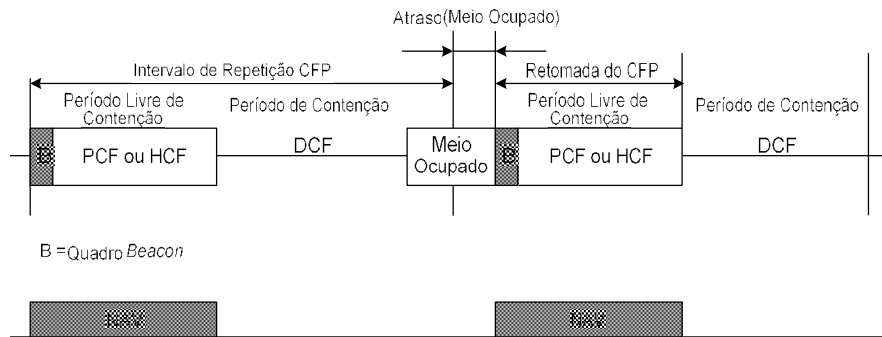 Atraso(Meio Ocupado)
Intervalo de Repetição CFP
Retomada do CFP
Período Livre de
Contenção
Período de Contenção
Período Livre de
Contenção
Período de Contenção
B
PCF ou HCF
DCF
Meio
Ocupado
B
PCF ou HCF
DCF
B =Quadro Beacon
NAV
NAV